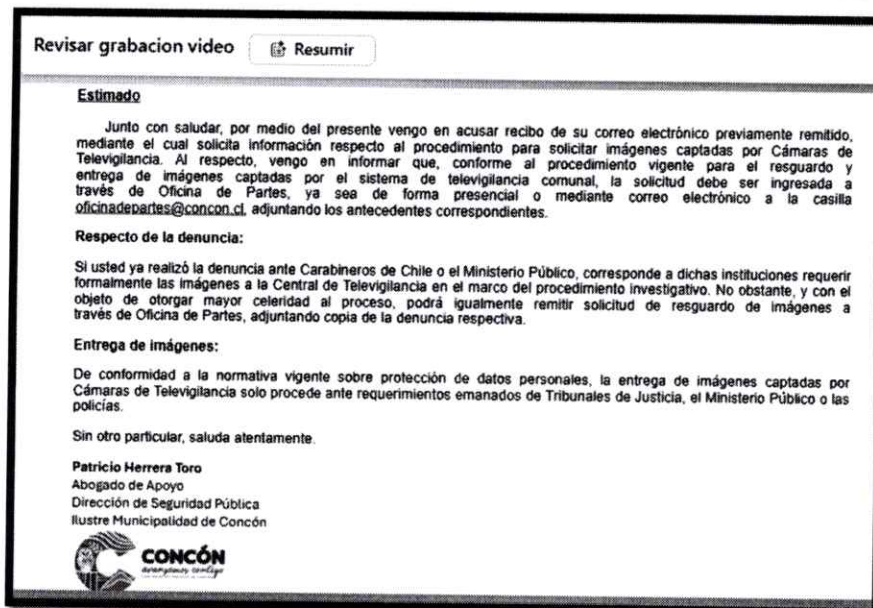 Revisar grabacion video
Resumir
Estimado
Junto con saludar, por medio del presente vengo en acusar recibo de su correo electrónico previamente remitido,
mediante el cual solicita información respecto al procedimiento para solicitar imágenes captadas por Cámaras de
Televigilancia. Al respecto, vengo en informar que, conforme al procedimiento vigente para el resguardo y
entrega de imágenes captadas por el sistema de televigilancia comunal, la solicitud debe ser ingresada a
través de Oficina de Partes, ya sea de forma presencial o mediante correo electrónico a la casilla
oficinadepartes@concon.cl, adjuntando los antecedentes correspondientes.
Respecto de la denuncia:
Si usted ya realizó la denuncia ante Carabineros de Chile o el Ministerio Público, corresponde a dichas instituciones requerir
formalmente las imágenes a la Central de Televigilancia en el marco del procedimiento investigativo. No obstante, y con el
objeto de otorgar mayor celeridad al proceso, podrá igualmente remitir solicitud de resguardo de imágenes a
través de Oficina de Partes, adjuntando copia de la denuncia respectiva.
Entrega de imágenes:
De conformidad a la normativa vigente sobre protección de datos personales, la entrega de imágenes captadas por
Cámaras de Televigilancia solo procede ante requerimientos emanados de Tribunales de Justicia, el Ministerio Público o las
policías.
Sin otro particular, saluda atentamente.
Patricio Herrera Toro
Abogado de Apoyo
Dirección de Seguridad Pública
Ilustre Municipalidad de Concón
CONCÓN
avanzamos contigo